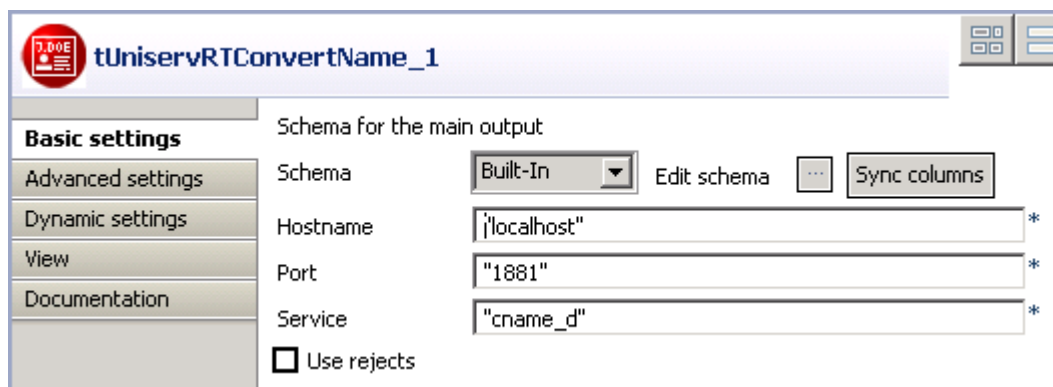 J.DOE
tUniservRTConvertName_1
Basic settings
Advanced settings
Dynamic settings
View
Documentation
Schema for the main output
Schema Built-In Edit schema ... Sync columns
Hostname "localhost" *
Port "1881" *
Service "cname_d" *
Use rejects